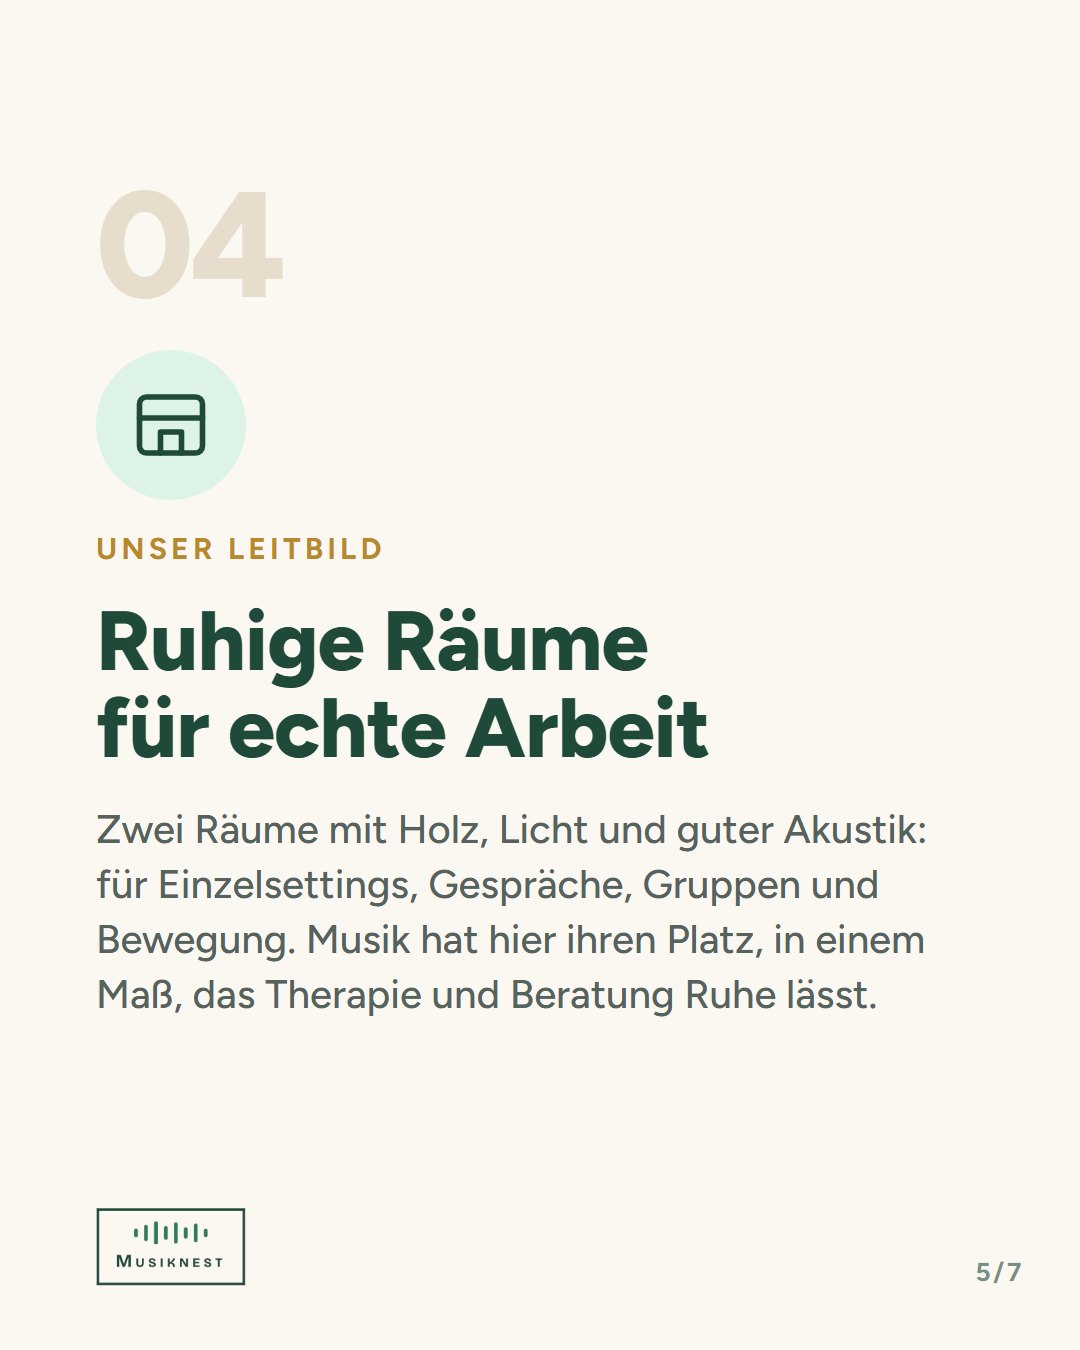 04
UNSER LEITBILD
Ruhige Räume
für echte Arbeit
Zwei Räume mit Holz, Licht und guter Akustik:
für Einzelsettings, Gespräche, Gruppen und
Bewegung. Musik hat hier ihren Platz, in einem
Maß, das Therapie und Beratung Ruhe lässt.
MUSIKNEST
5/7